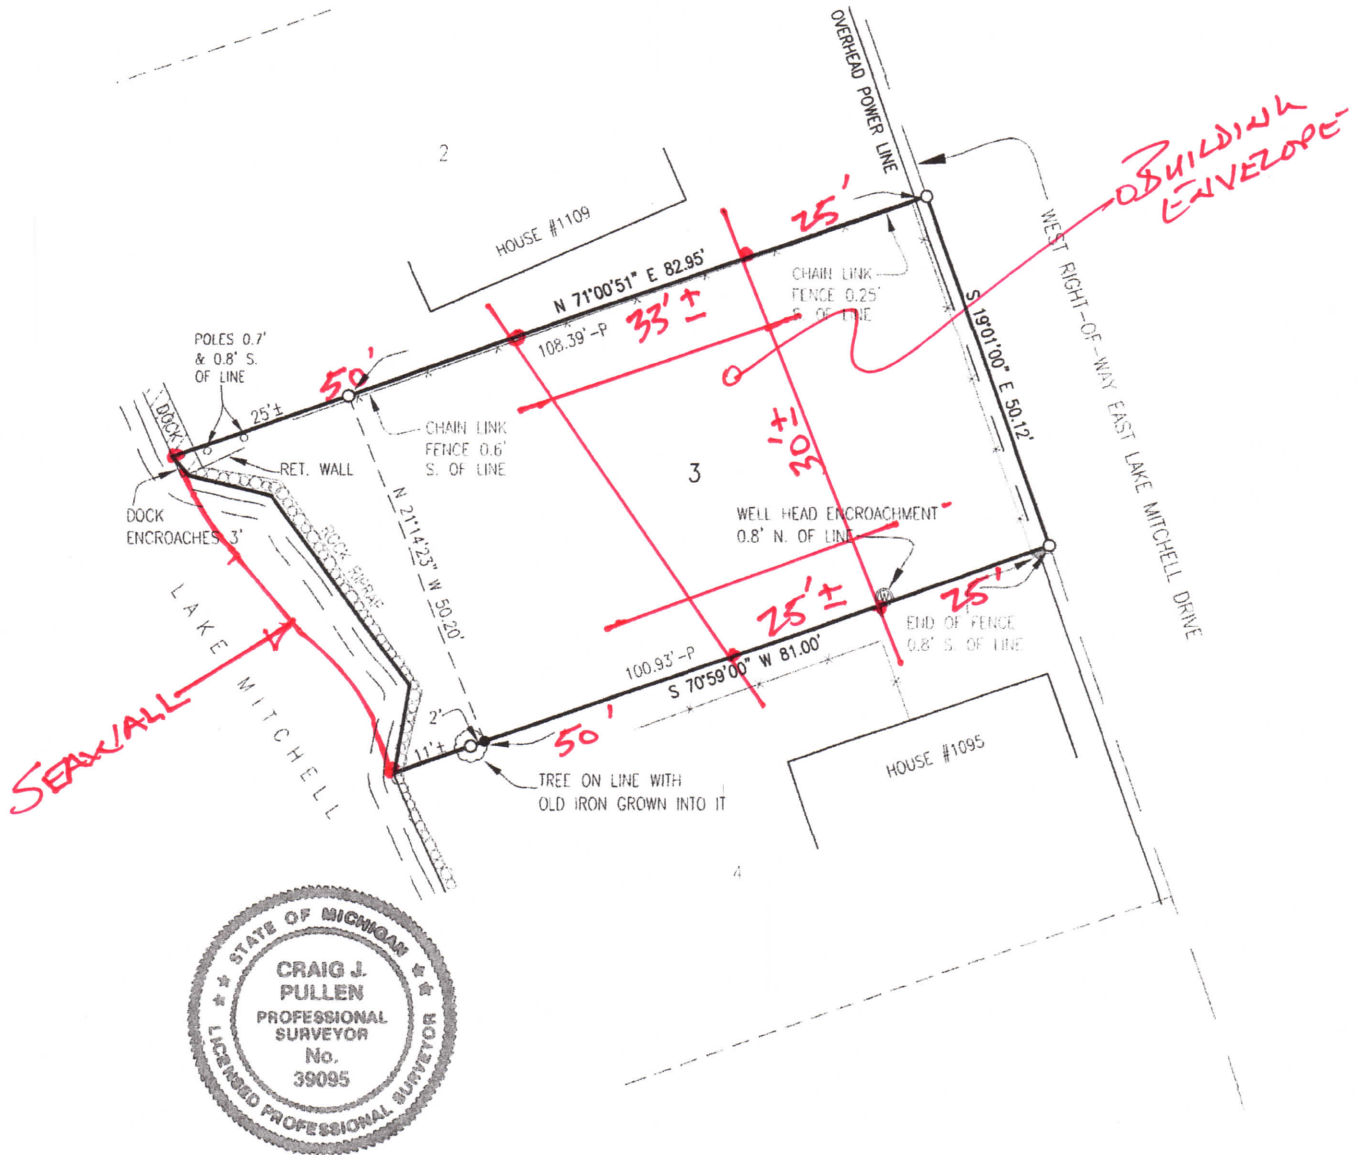 2
OVERHEAD POWER LINE
BUILDING
ENVELOPE
HOUSE #1109
25'
WEST RIGHT-OF-WAY EAST LAKE MITCHELL DRIVE
N 71°00'51" E 82.95'
33' ±
108.39'-P
CHAIN LINK
FENCE 0.25'
S. OF LINE
S 19°01'00" E 50.12'
POLES 0.7'
& 0.8' S.
OF LINE
50'
25'±
DOCK
CHAIN LINK
FENCE 0.6'
S. OF LINE
RET. WALL
30'±
3
DOCK
ENCROACHES 3'
N 21°14'23" W 50.20'
ROCK RIPRAP
WELL HEAD ENCROACHMENT
0.8' N. OF LINE
W
LAKE MITCHELL
25'±
25'
END OF FENCE
0.8' S. OF LINE
100.93'-P
S 70°59'00" W 81.00'
SEAWALL
2'
11'±
50'
TREE ON LINE WITH
OLD IRON GROWN INTO IT
HOUSE #1095
4
STATE OF MICHIGAN
CRAIG J.
PULLEN
PROFESSIONAL
SURVEYOR
No.
39095
LICENSED PROFESSIONAL SURVEYOR